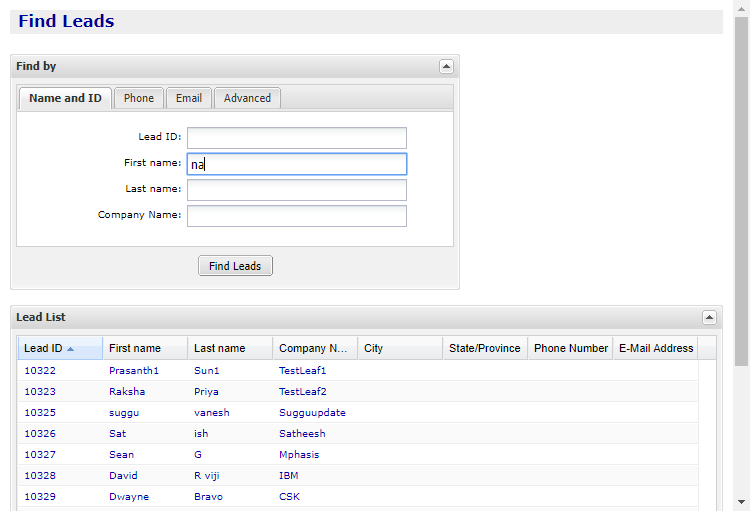 Find Leads
Find by
Name and ID Phone Email Advanced
Lead ID:
First name: na
Last name:
Company Name:
Find Leads
Lead List
Lead ID First name Last name Company N... City State/Province Phone Number E-Mail Address
10322 Prasanth1 Sun1 TestLeaf1
10323 Raksha Priya TestLeaf2
10325 suggu vanesh Sugguupdate
10326 Sat ish Satheesh
10327 Sean G Mphasis
10328 David R viji IBM
10329 Dwayne Bravo CSK